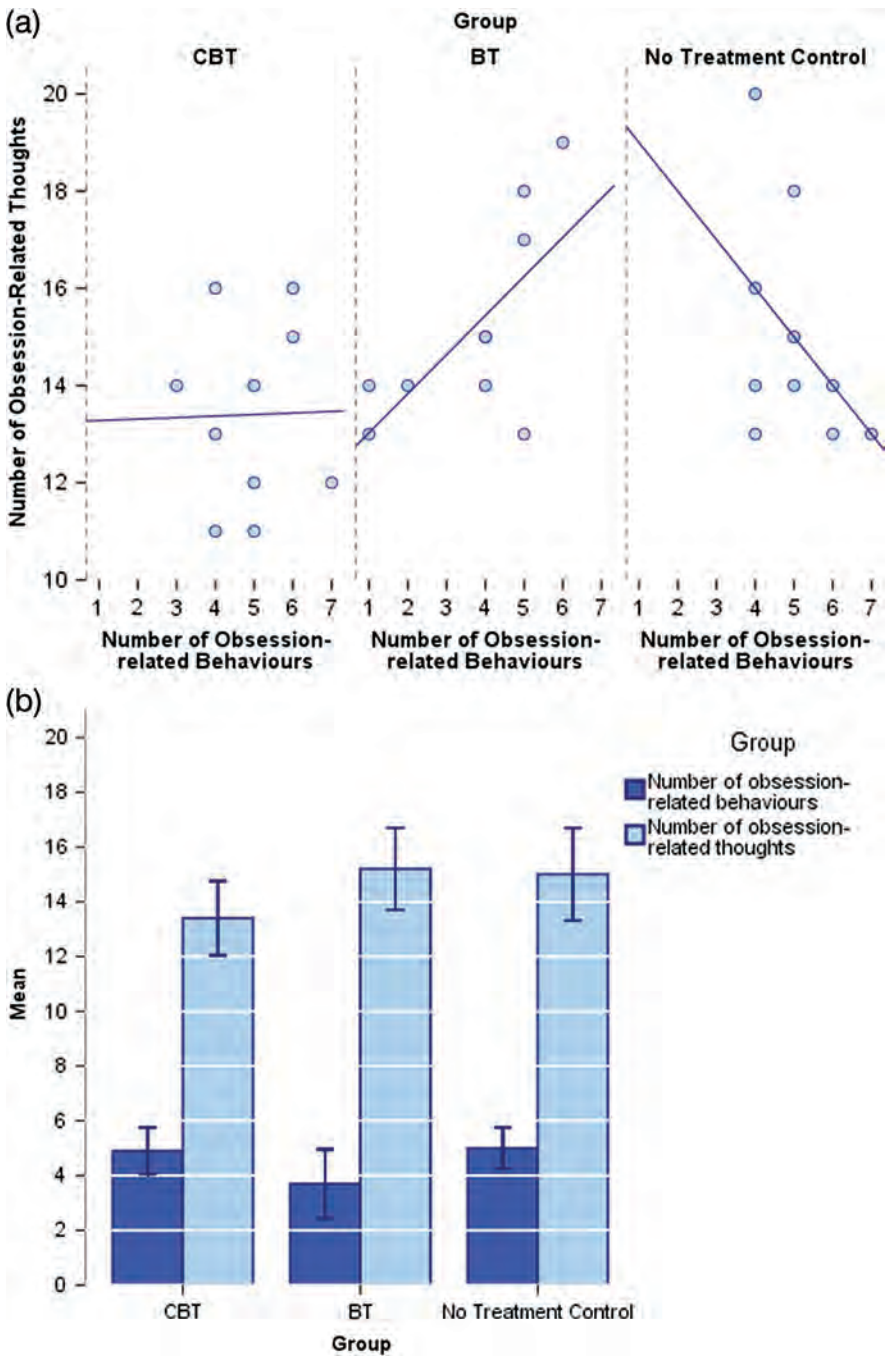 (a)
Group
CBT
BT
No Treatment Control
Number of Obsession-Related Thoughts
20
18
16
14
12
10
1 2 3 4 5 6 7
1 2 3 4 5 6 7
1 2 3 4 5 6 7
Number of Obsession-
related Behaviours
Number of Obsession-
related Behaviours
Number of Obsession-
related Behaviours
(b)
Mean
20
18
16
14
12
10
8
6
4
2
0
CBT
BT
No Treatment Control
Group
Group
Number of obsession-
related behaviours
Number of obsession-
related thoughts